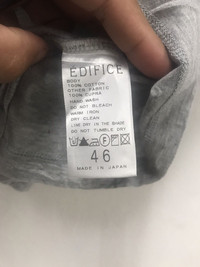 EDIFICE
BODY
100% COTTON
OTHER FABRIC
100% CUPRA
HAND WASH
DO NOT BLEACH
WARM IRON
DRY CLEAN
LINE DRY IN THE SHADE
DO NOT TUMBLE DRY
46
MADE IN JAPAN